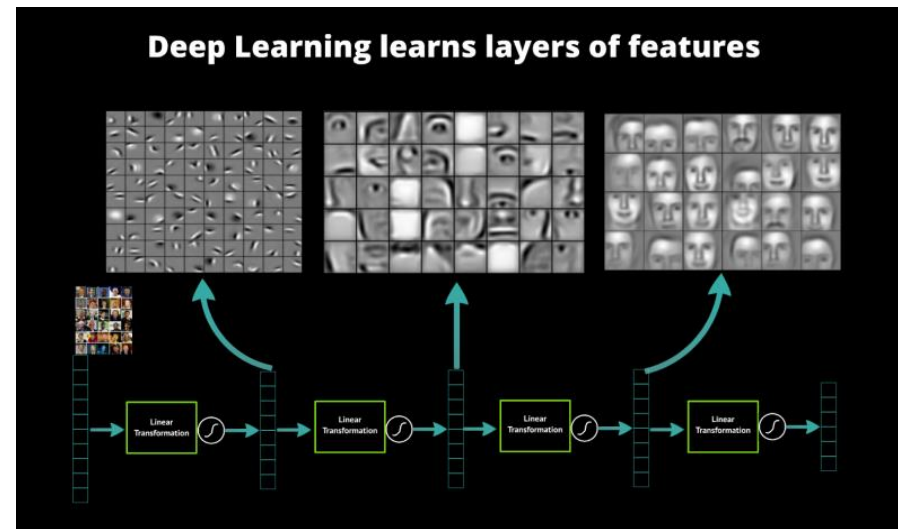 Deep Learning learns layers of features
Linear
Transformation
Linear
Transformation
Linear
Transformation
Linear
Transformation